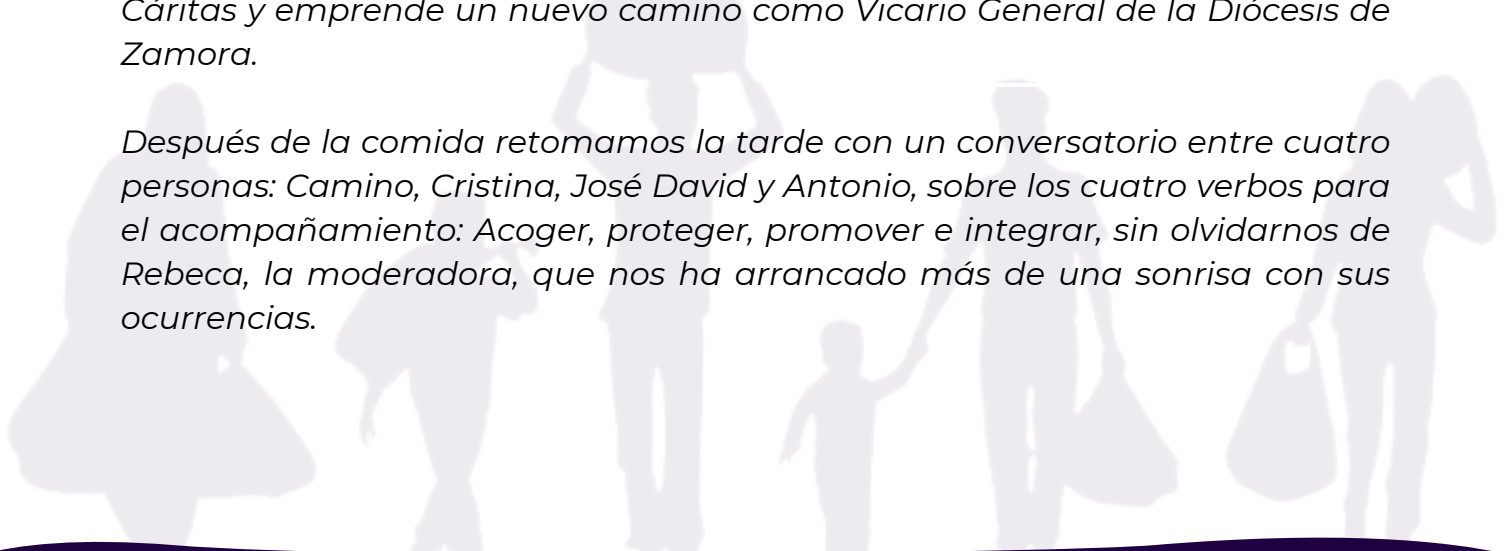 Cáritas y emprende un nuevo camino como Vicario General de la Diócesis de
Zamora.
Después de la comida retomamos la tarde con un conversatorio entre cuatro
personas: Camino, Cristina, José David y Antonio, sobre los cuatro verbos para
el acompañamiento: Acoger, proteger, promover e integrar, sin olvidarnos de
Rebeca, la moderadora, que nos ha arrancado más de una sonrisa con sus
ocurrencias.